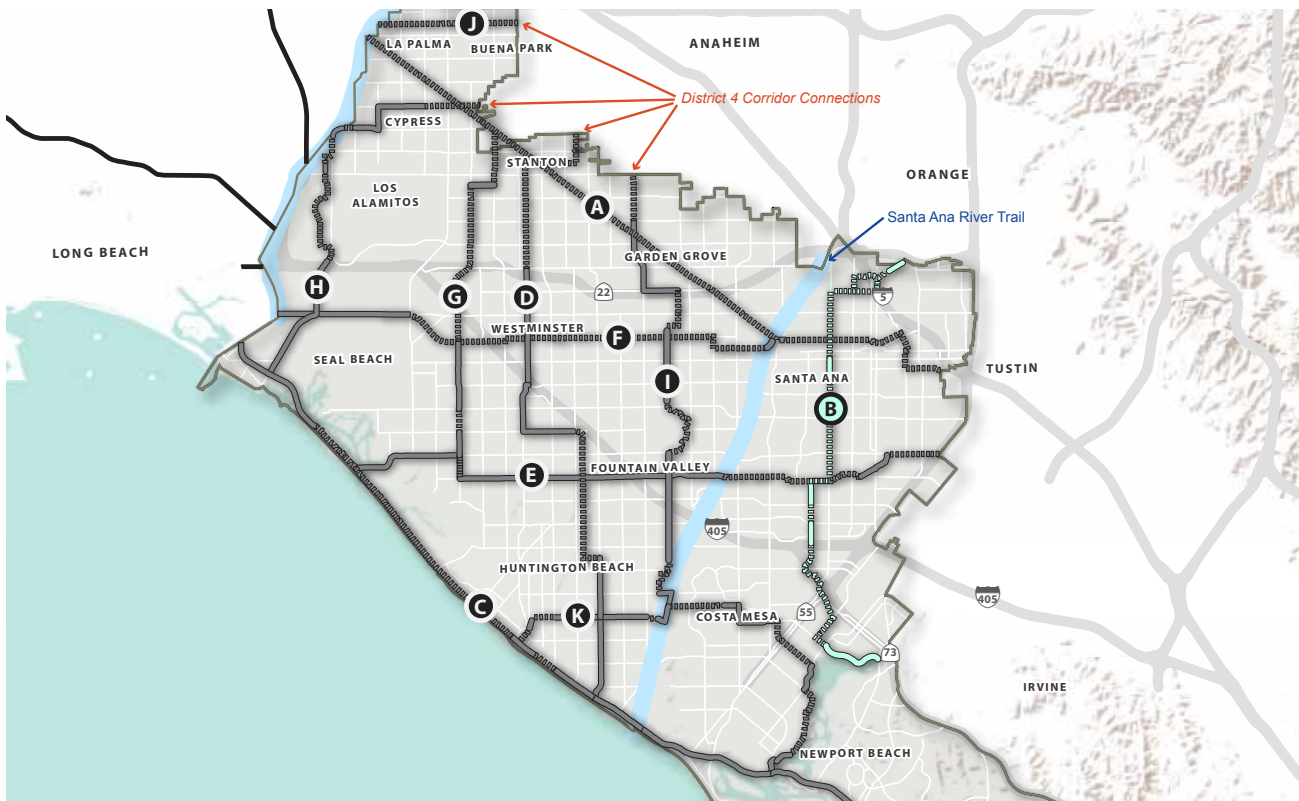 J
LA PALMA
BUENA PARK
ANAHEIM
District 4 Corridor Connections
CYPRESS
STANTON
ORANGE
LOS
ALAMITOS
A
Santa Ana River Trail
LONG BEACH
GARDEN GROVE
H
G
D
22
5
WESTMINSTER
F
SEAL BEACH
I
SANTA ANA
TUSTIN
B
E
FOUNTAIN VALLEY
405
HUNTINGTON BEACH
C
K
COSTA MESA
55
405
73
IRVINE
NEWPORT BEACH